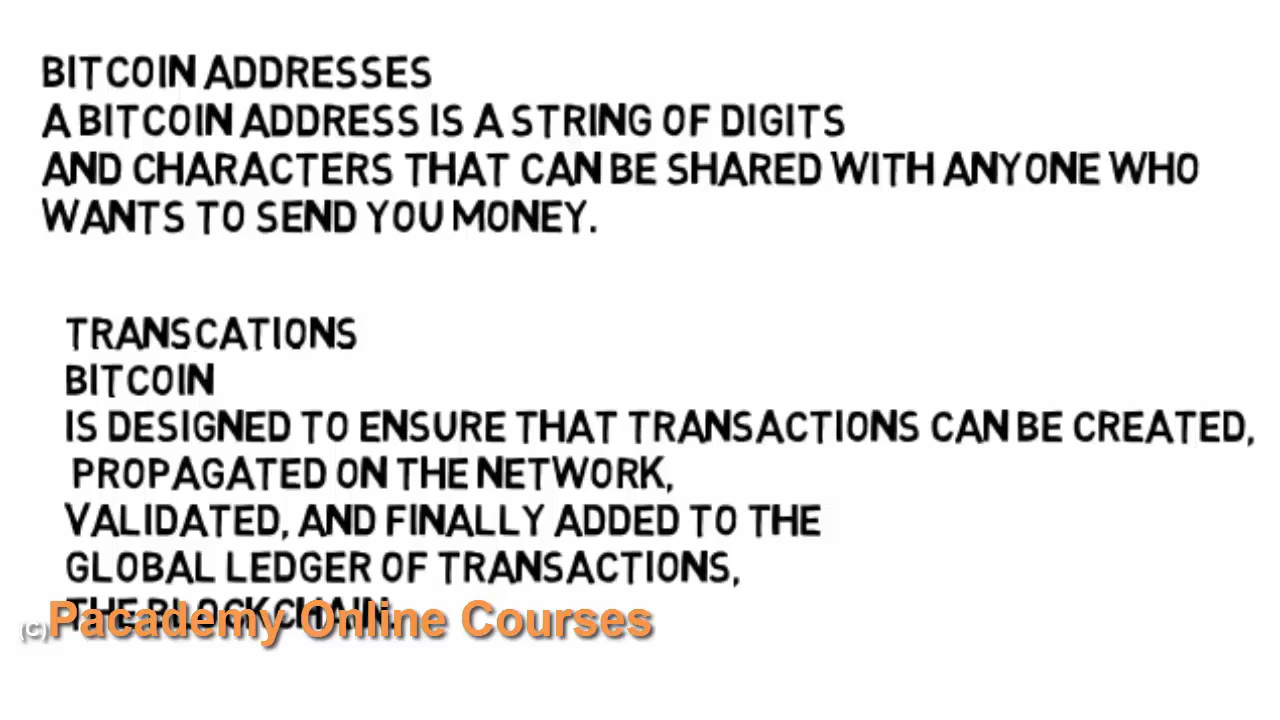 BITCOIN ADDRESSES
A BITCOIN ADDRESS IS A STRING OF DIGITS
AND CHARACTERS THAT CAN BE SHARED WITH ANYONE WHO
WANTS TO SEND YOU MONEY.
TRANSCATIONS
BITCOIN
IS DESIGNED TO ENSURE THAT TRANSACTIONS CAN BE CREATED,
PROPAGATED ON THE NETWORK,
VALIDATED, AND FINALLY ADDED TO THE
GLOBAL LEDGER OF TRANSACTIONS,
THE BLOCKCHAIN.
(C) Pacademy Online Courses